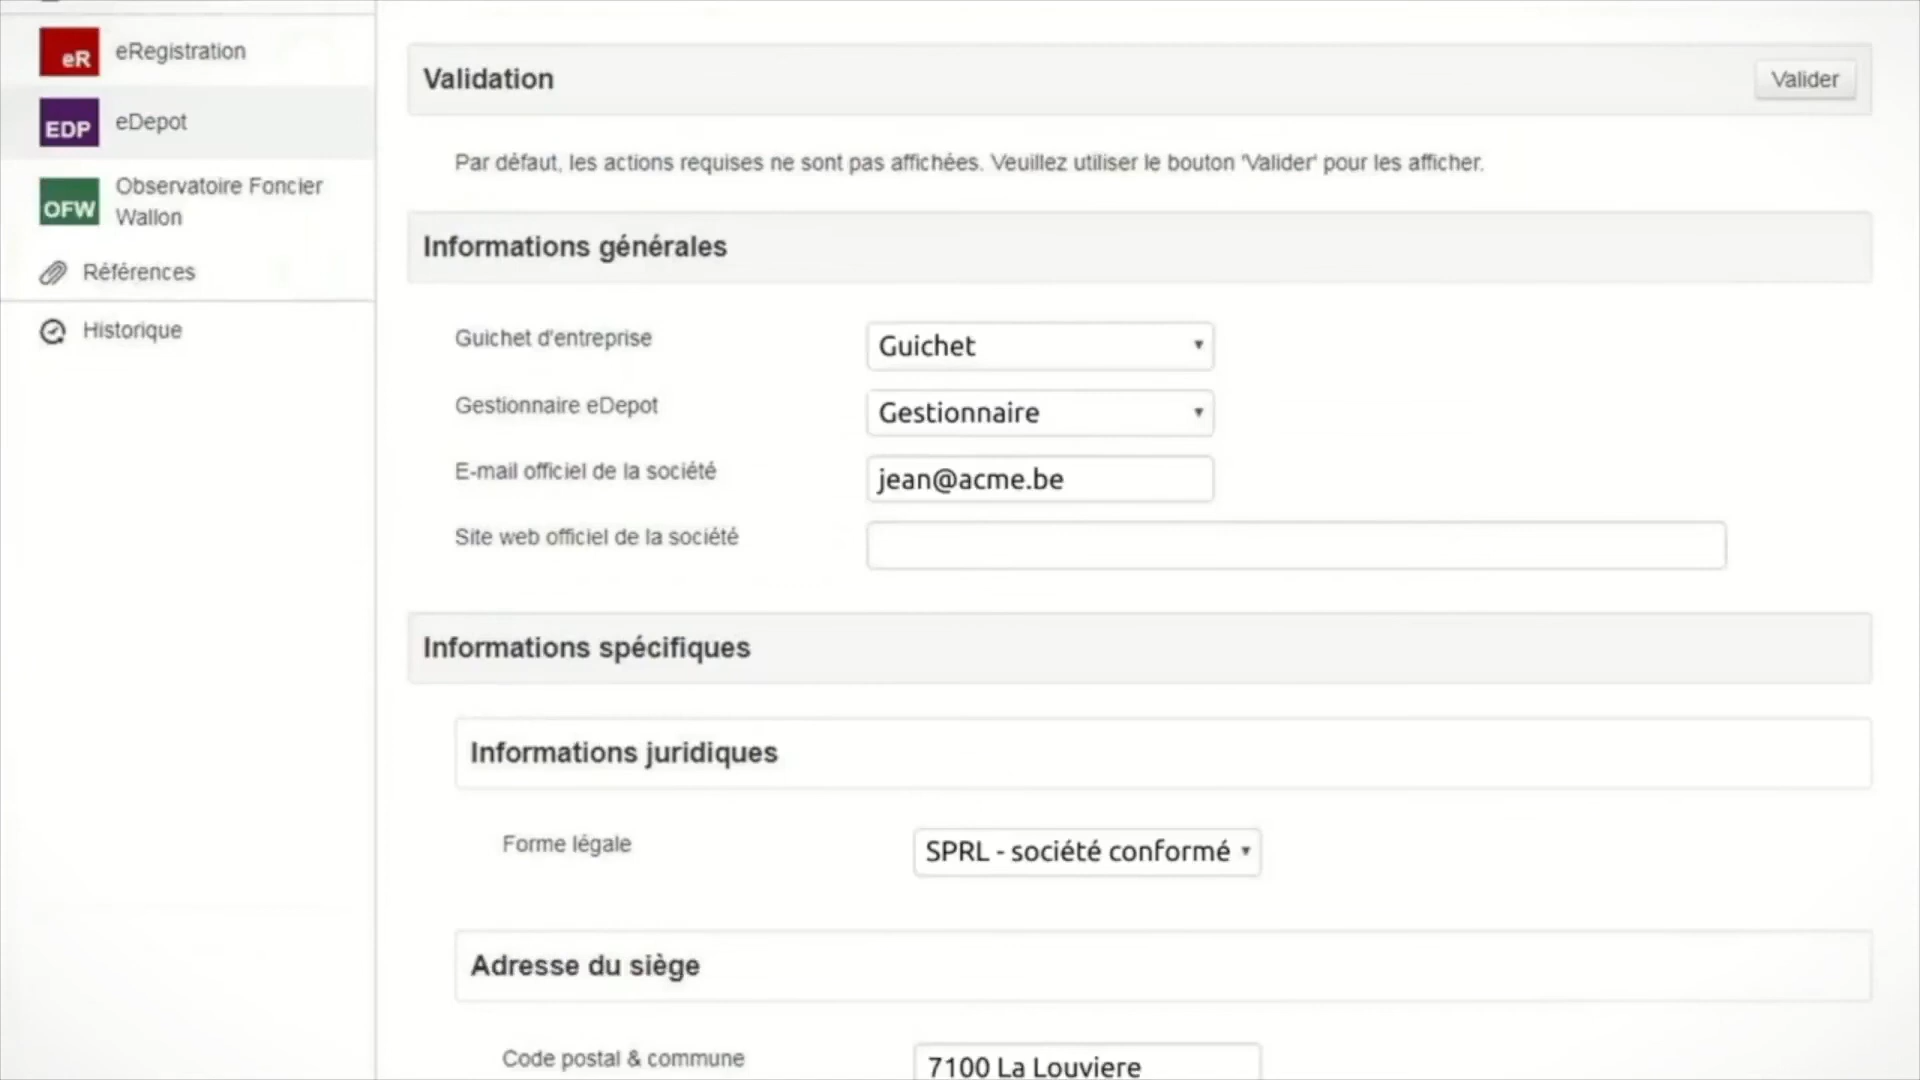 eR eRegistration
EDP eDepot
OFW Observatoire Foncier
Wallon
Références
Historique
Validation
Valider
Par défaut, les actions requises ne sont pas affichées. Veuillez utiliser le bouton 'Valider' pour les afficher.
Informations générales
Guichet d'entreprise Guichet
Gestionnaire eDepot Gestionnaire
E-mail officiel de la société jean@acme.be
Site web officiel de la société
Informations spécifiques
Informations juridiques
Forme légale SPRL - société conformé
Adresse du siège
Code postal & commune 7100 La Louviere